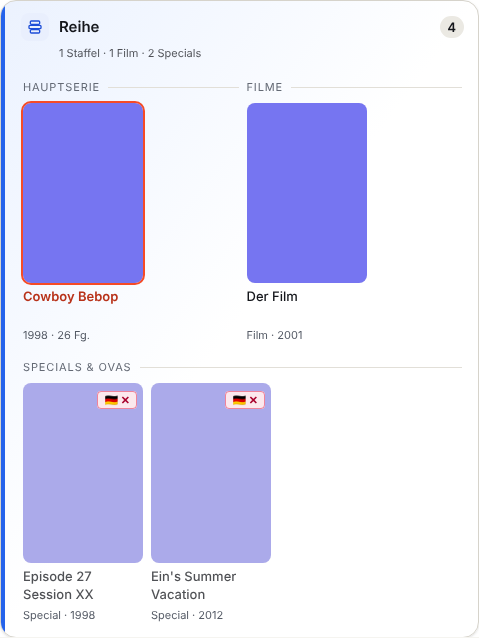 Reihe
4
1 Staffel · 1 Film · 2 Specials
HAUPTSERIE
FILME
Cowboy Bebop
1998 · 26 Fg.
Der Film
Film · 2001
SPECIALS & OVAS
🇩🇪 ✕
🇩🇪 ✕
Episode 27
Session XX
Special · 1998
Ein's Summer
Vacation
Special · 2012